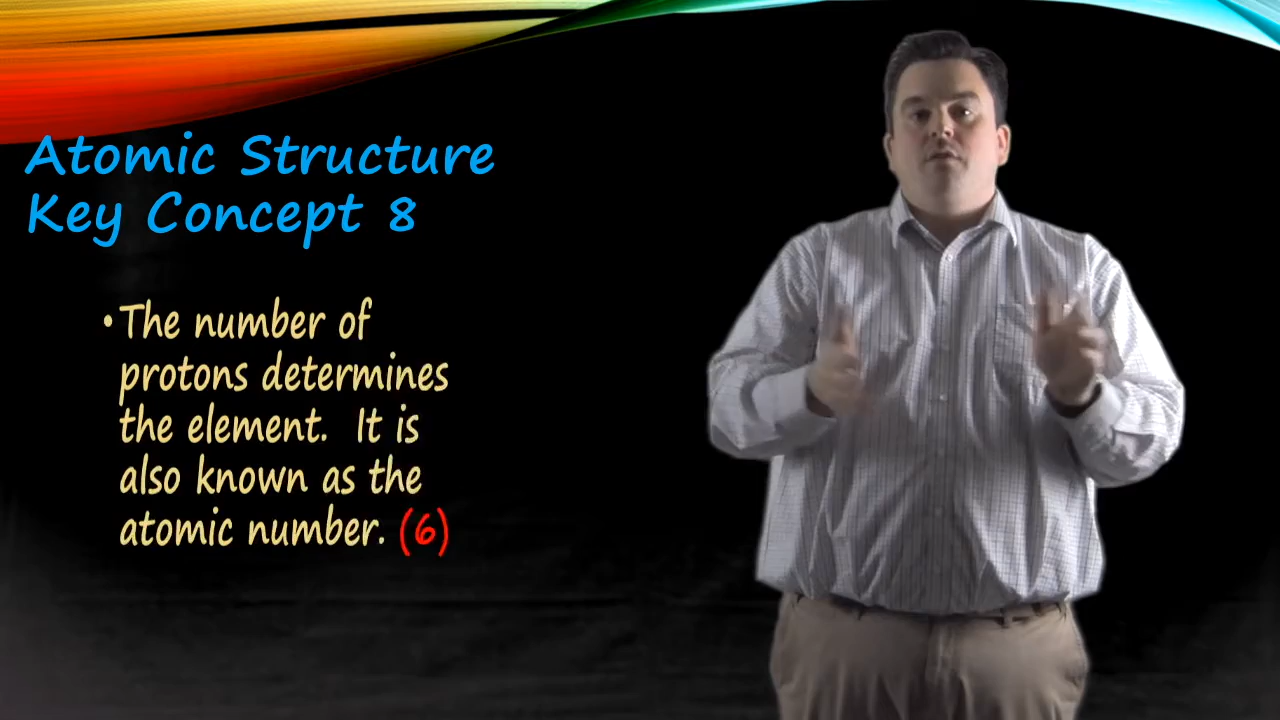 Atomic Structure
Key Concept 8
•The number of
protons determines
the element. It is
also known as the
atomic number. (6)